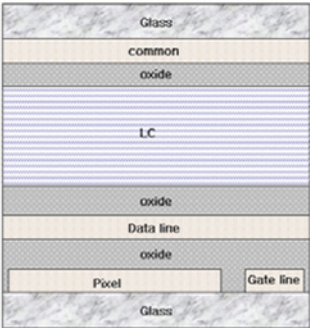 Glass
common
oxide
LC
oxide
Data line
oxide
Pixel
Gate line
Glass